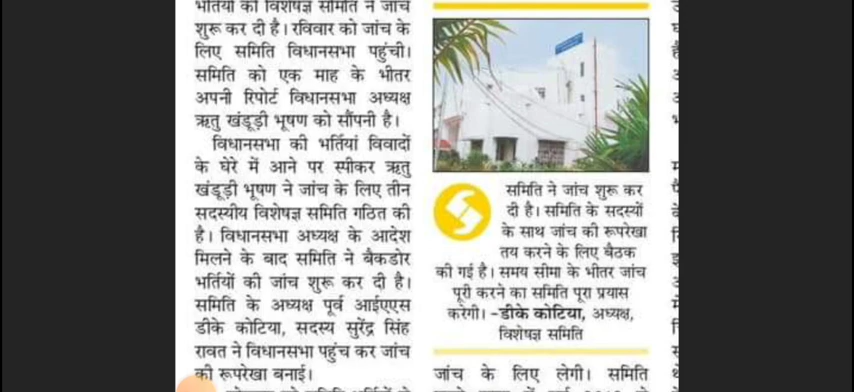 भर्तियों की विशेषज्ञ समिति ने जांच
शुरू कर दी है। रविवार को जांच के
लिए समिति विधानसभा पहुंची।
समिति को एक माह के भीतर
अपनी रिपोर्ट विधानसभा अध्यक्ष
ऋतु खंडूड़ी भूषण को सौंपनी है।
विधानसभा की भर्तियां विवादों
के घेरे में आने पर स्पीकर ऋतु
खंडूड़ी भूषण ने जांच के लिए तीन
सदस्यीय विशेषज्ञ समिति गठित की
है। विधानसभा अध्यक्ष के आदेश
मिलने के बाद समिति ने बैकडोर
भर्तियों की जांच शुरू कर दी है।
समिति के अध्यक्ष पूर्व आईएएस
डीके कोटिया, सदस्य सुरेंद्र सिंह
रावत ने विधानसभा पहुंच कर जांच
की रूपरेखा बनाई।
समिति ने जांच शुरू कर
दी है। समिति के सदस्यों
के साथ जांच की रूपरेखा
तय करने के लिए बैठक
की गई है। समय सीमा के भीतर जांच
पूरी करने का समिति पूरा प्रयास
करेगी। -डीके कोटिया, अध्यक्ष,
विशेषज्ञ समिति
जांच के लिए लेगी। समिति